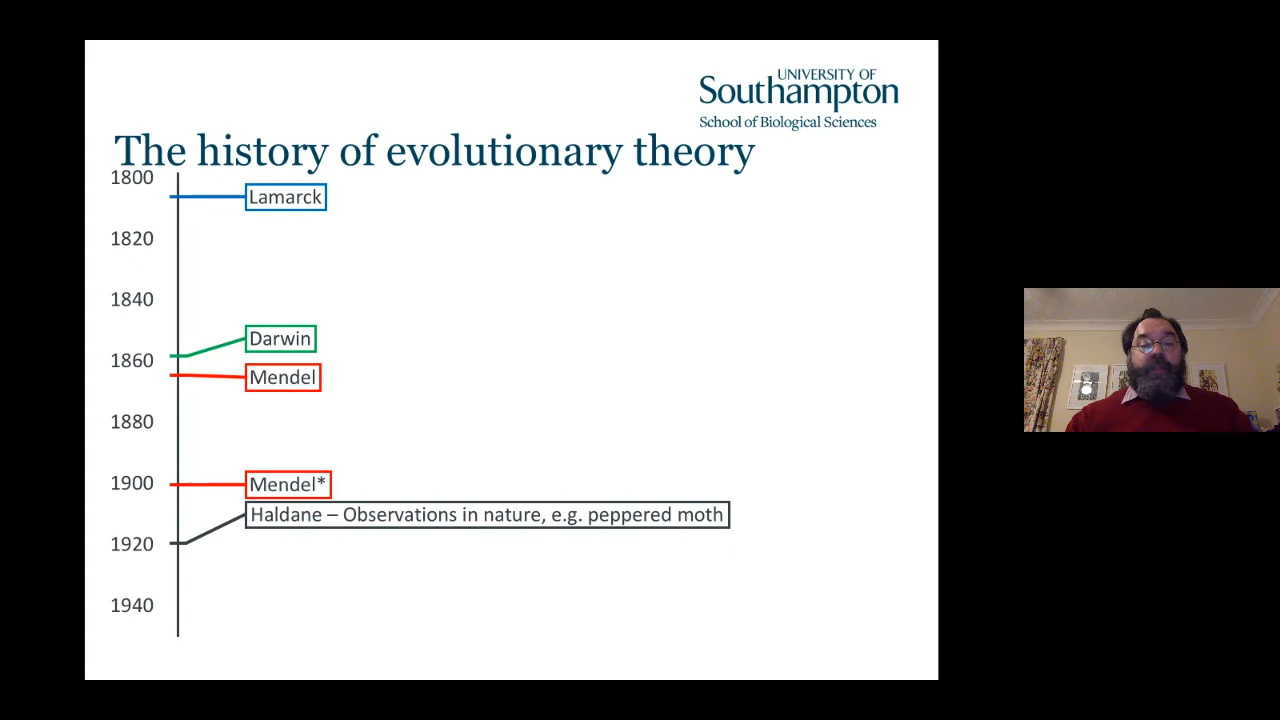 UNIVERSITY OF
Southampton
School of Biological Sciences
The history of evolutionary theory
1800
Lamarck
1820
1840
Darwin
1860
Mendel
1880
1900
Mendel*
Haldane – Observations in nature, e.g. peppered moth
1920
1940